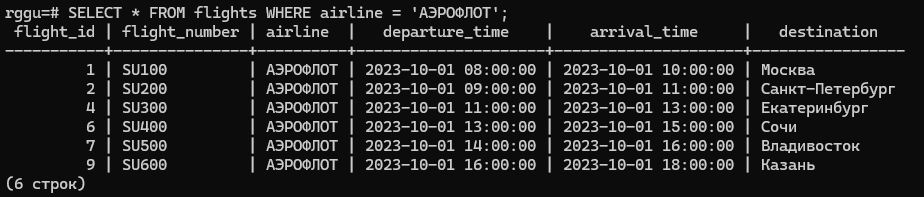 rggu=# SELECT * FROM flights WHERE airline = 'АЭРОФЛОТ';
 flight_id | flight_number | airline  |   departure_time    |    arrival_time     |   destination
-----------+---------------+----------+---------------------+---------------------+-----------------
         1 | SU100         | АЭРОФЛОТ | 2023-10-01 08:00:00 | 2023-10-01 10:00:00 | Москва
         2 | SU200         | АЭРОФЛОТ | 2023-10-01 09:00:00 | 2023-10-01 11:00:00 | Санкт-Петербург
         4 | SU300         | АЭРОФЛОТ | 2023-10-01 11:00:00 | 2023-10-01 13:00:00 | Екатеринбург
         6 | SU400         | АЭРОФЛОТ | 2023-10-01 13:00:00 | 2023-10-01 15:00:00 | Сочи
         7 | SU500         | АЭРОФЛОТ | 2023-10-01 14:00:00 | 2023-10-01 16:00:00 | Владивосток
         9 | SU600         | АЭРОФЛОТ | 2023-10-01 16:00:00 | 2023-10-01 18:00:00 | Казань
(6 строк)